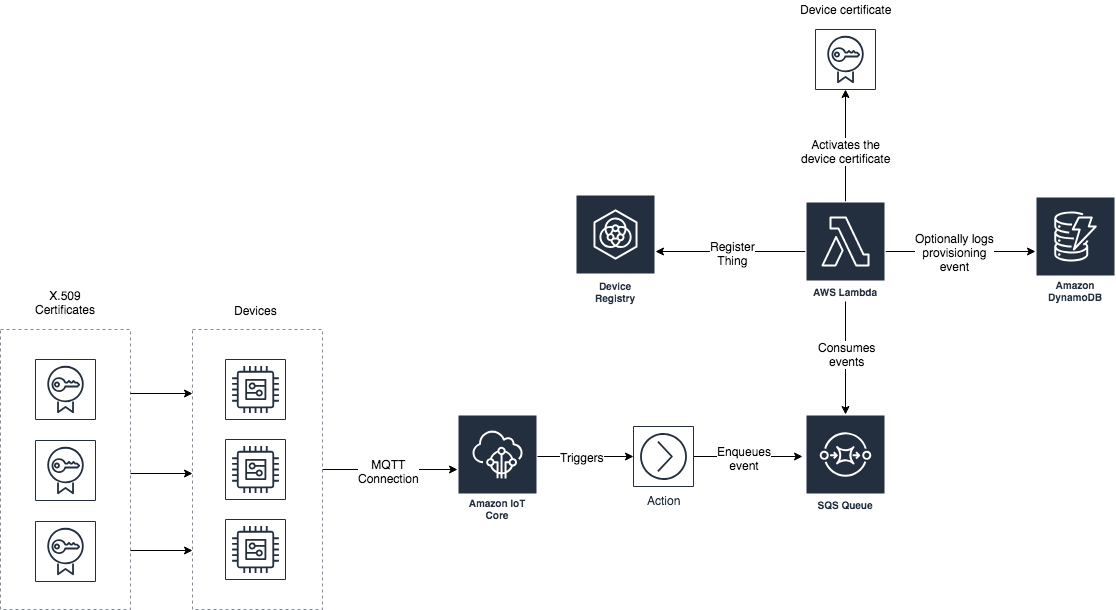 Device certificate
Activates the
device certificate
Register
Thing
Optionally logs
provisioning
event
Device
Registry
AWS Lambda
Amazon
DynamoDB
X.509
Certificates
Devices
Consumes
events
MQTT
Connection
Triggers
Enqueues
event
Amazon IoT
Core
Action
SQS Queue